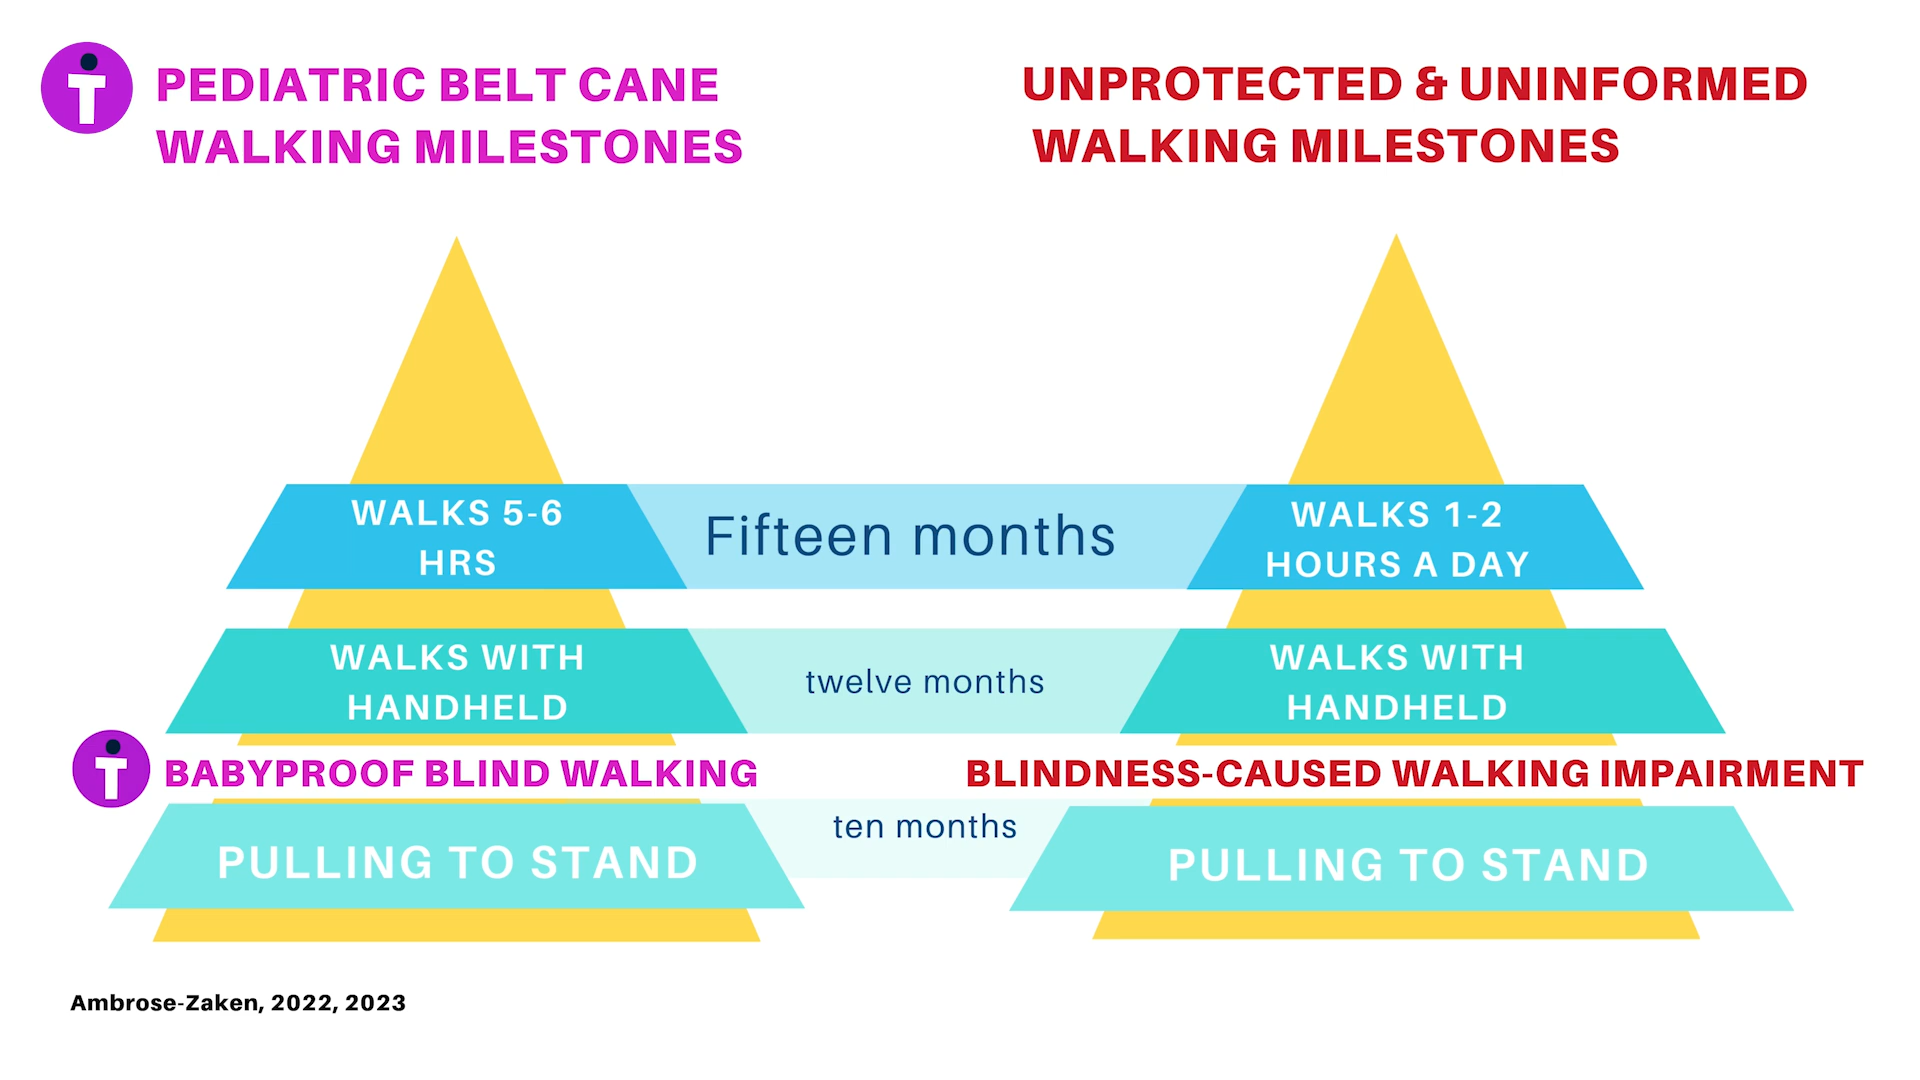 PEDIATRIC BELT CANE
WALKING MILESTONES
UNPROTECTED & UNINFORMED
WALKING MILESTONES
WALKS 5-6
HRS
Fifteen months
WALKS 1-2
HOURS A DAY
WALKS WITH
HANDHELD
twelve months
WALKS WITH
HANDHELD
BABYPROOF BLIND WALKING
BLINDNESS-CAUSED WALKING IMPAIRMENT
PULLING TO STAND
ten months
PULLING TO STAND
Ambrose-Zaken, 2022, 2023